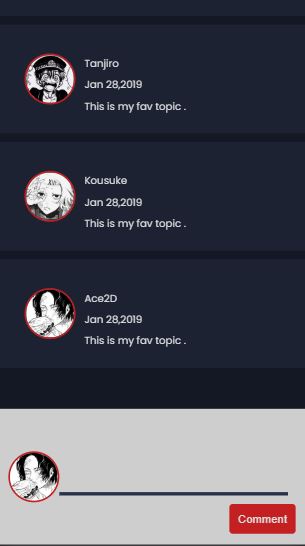 Tanjiro
Jan 28,2019
This is my fav topic .
Kousuke
Jan 28,2019
This is my fav topic .
Ace2D
Jan 28,2019
This is my fav topic .
Comment